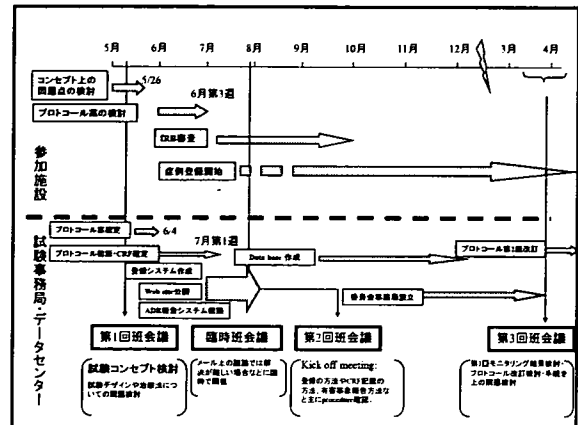 5月 6月 7月 8月 9月 10月 11月 12月 3月 4月
コンセプト上の
問題点の検討
5/26
6月第3週
プロトコール案の検討
IRB審査
症例登録開始
参加施設
試験事務局・データセンター
プロトコール案確定
6/4
7月第1週
プロトコール
CRF確定
Data base 作成
プロトコール第1版改訂
登録システム作成
Web site公開
ADR報告システム
委員会事務局設立
第1回班会議
臨時班会議
第2回班会議
第3回班会議
試験コンセプト検討
試験デザインや治療法につ
いての問題検討
メール上の議論では解
決が難しい場合などに臨
時で開催
Kick off meeting:
登録の方法やCRF記載の
方法、有害事象報告方法な
ど主にprocedure確認.
第1回モニタリング結果検討・
プロトコール改訂検討・手続き
上の問題検討